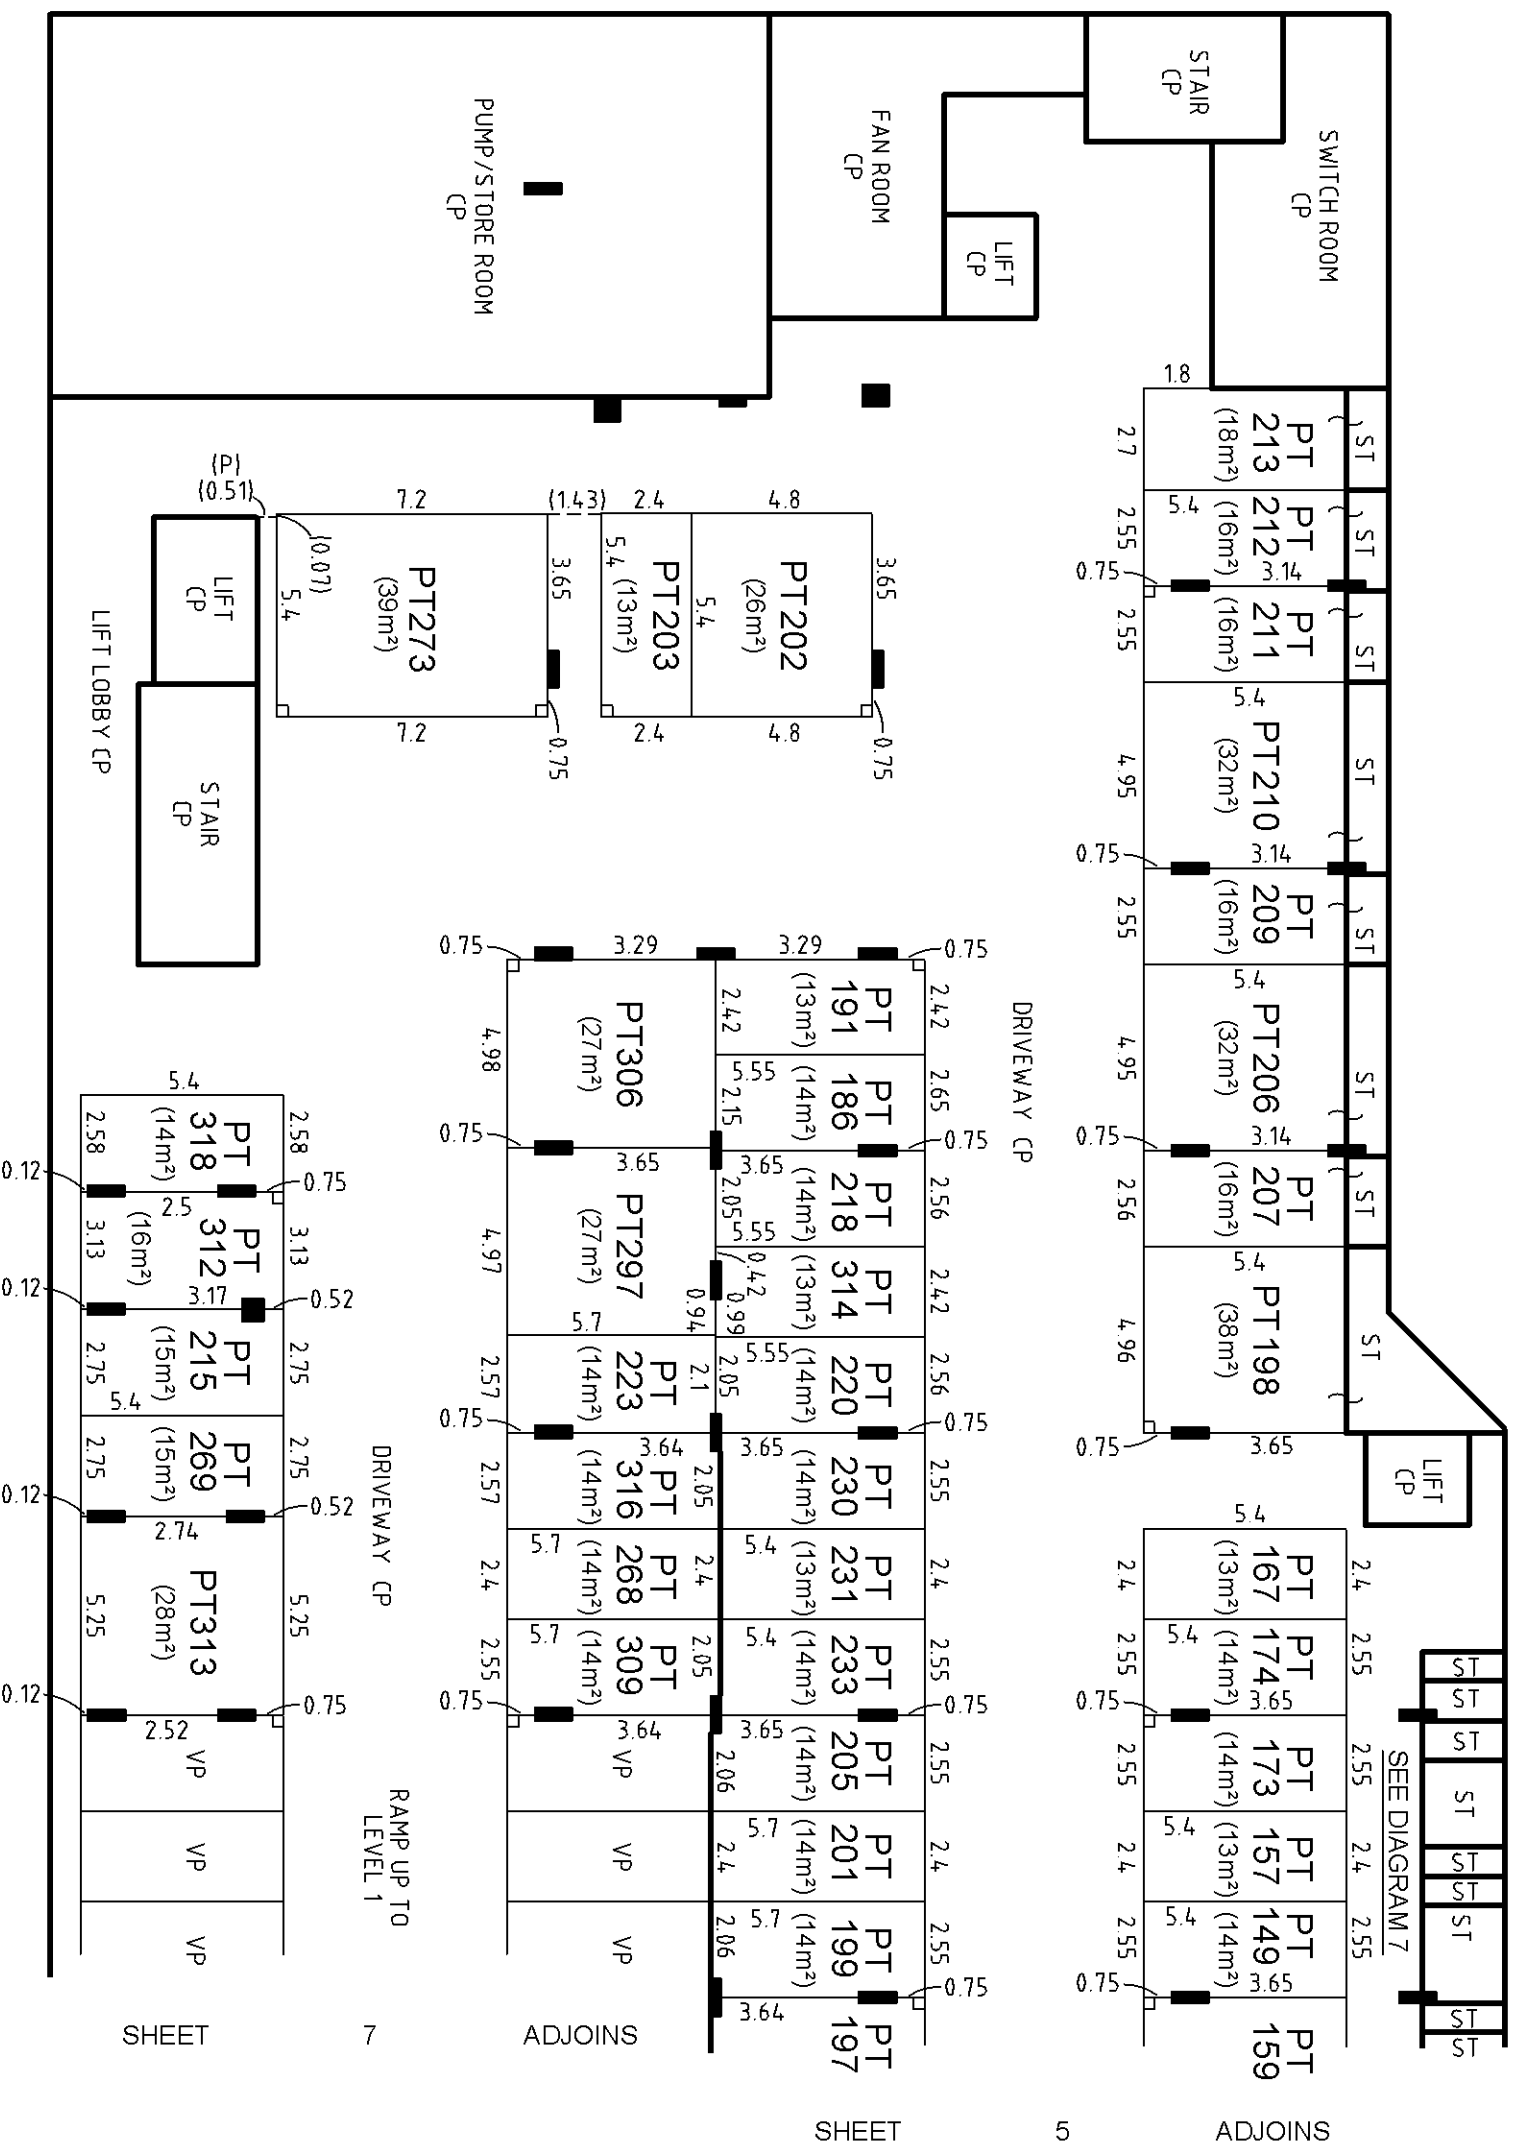 STAIR
CP
SWITCH ROOM
CP
FAN ROOM
CP
LIFT
CP
PUMP/STORE ROOM
CP
1.8
PT
213
(18m²)
ST
2.7
5.4
PT
212
(16m²)
ST
2.55
3.14
0.75
PT
211
(16m²)
ST
2.55
5.4
PT210
(32m²)
ST
4.95
3.14
0.75
PT
209
(16m²)
ST
2.55
5.4
PT206
(32m²)
ST
4.95
3.14
0.75
PT
207
(16m²)
ST
2.56
5.4
PT198
(38m²)
ST
4.96
3.65
0.75
LIFT
CP
5.4
PT
167
(13m²)
2.4
2.4
5.4
PT
174
(14m²)
2.55
2.55
3.65
0.75
PT
173
(14m²)
2.55
2.55
5.4
PT
157
(13m²)
2.4
2.4
5.4
PT
149
(14m²)
2.55
2.55
3.65
0.75
PT
159
ST
ST
ST
ST
ST
ST
ST
ST
ST
SEE DIAGRAM 7
(P)
(0.51)
(0.07)
7.2
(1.43)
2.4
4.8
5.4
PT273
(39m²)
3.65
5.4
PT203
(13m²)
5.4
PT202
(26m²)
3.65
7.2
0.75
2.4
4.8
0.75
LIFT
CP
LIFT LOBBY CP
STAIR
CP
DRIVEWAY CP
0.75
3.29
3.29
0.75
PT306
(27m²)
4.98
2.42
PT
191
(13m²)
2.42
5.55
2.15
PT
186
(14m²)
2.65
0.75
3.65
3.65
0.75
PT297
(27m²)
4.97
2.05
PT
218
(14m²)
2.56
5.55
0.42
0.99
0.94
PT
314
(13m²)
2.42
5.7
PT
223
(14m²)
2.57
2.1
2.05
5.55
PT
220
(14m²)
2.56
0.75
3.64
3.65
0.75
PT
316
(14m²)
2.57
2.05
PT
230
(14m²)
2.55
5.7
PT
268
(14m²)
2.4
2.4
5.4
PT
231
(13m²)
2.4
5.7
PT
309
(14m²)
2.55
2.05
5.4
PT
233
(14m²)
2.55
0.75
3.64
3.65
0.75
VP
2.06
PT
205
(14m²)
2.55
VP
2.4
5.7
PT
201
(14m²)
2.4
VP
2.06
5.7
PT
199
(14m²)
2.55
3.64
0.75
PT
197
5.4
PT
318
(14m²)
2.58
2.58
0.12
2.5
0.75
PT
312
(16m²)
3.13
3.13
0.12
3.17
0.52
PT
215
(15m²)
2.75
2.75
5.4
PT
269
(15m²)
2.75
2.75
0.12
2.74
0.52
PT313
(28m²)
5.25
5.25
0.12
2.52
0.75
VP
VP
VP
DRIVEWAY CP
RAMP UP TO
LEVEL 1
SHEET 7 ADJOINS
SHEET 5 ADJOINS